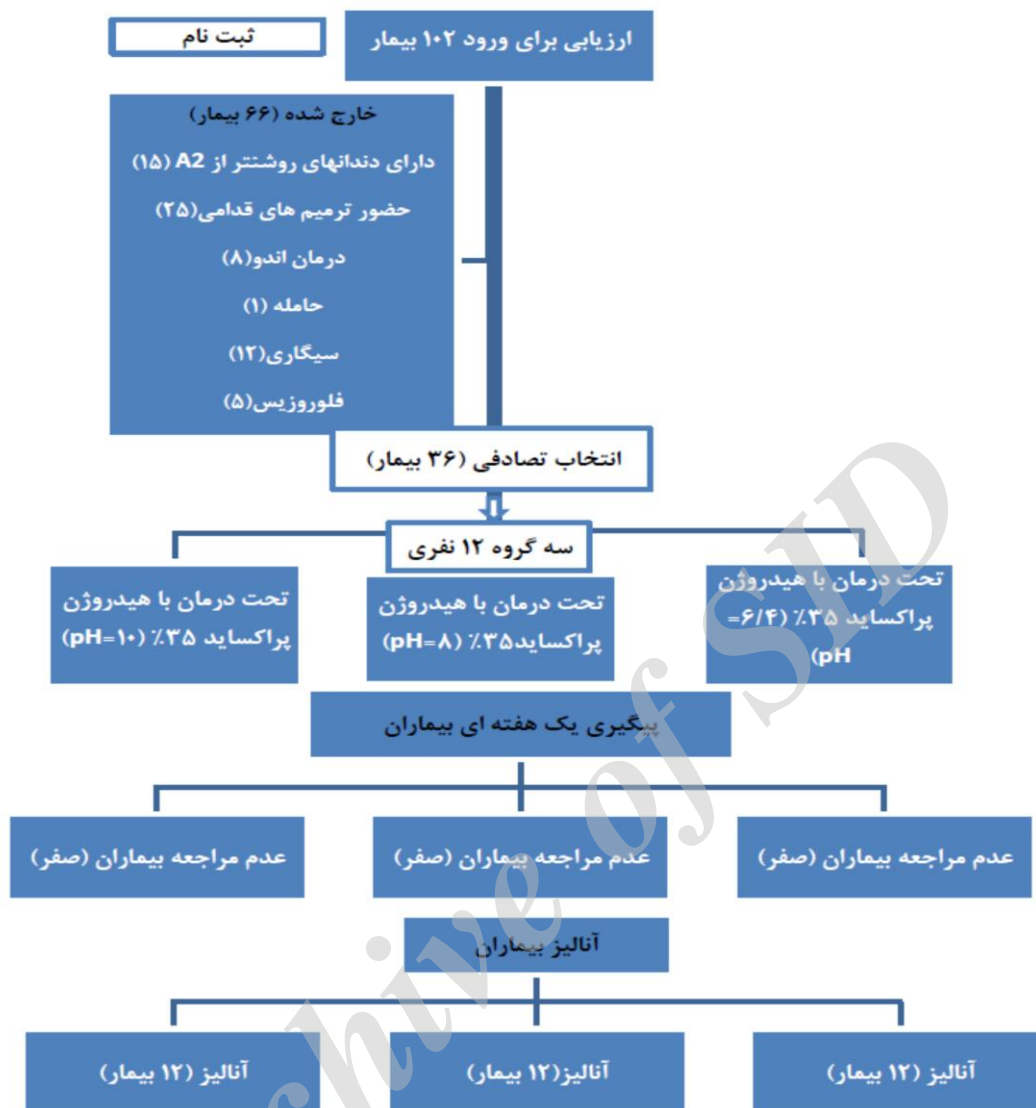 ثبت نام
ارزیابی برای ورود ۱۰۲ بیمار
خارج شده (۶۶ بیمار)
دارای دندانهای روشنتر از A2 (۱۵)
حضور ترمیم های قدامی(۲۵)
درمان اندو(۸)
حامله (۱)
سیگاری(۱۲)
فلوروزیس(۵)
انتخاب تصادفی (۳۶ بیمار)
سه گروه ۱۲ نفری
تحت درمان با هیدروژن
پراکساید ۳۵٪ (۶/۴=
pH)
تحت درمان با هیدروژن
پراکساید۳۵٪ (pH=۸)
تحت درمان با هیدروژن
پراکساید ۳۵٪ (pH=۱۰)
پیگیری یک هفته ای بیماران
عدم مراجعه بیماران (صفر)
عدم مراجعه بیماران (صفر)
عدم مراجعه بیماران (صفر)
آنالیز بیماران
آنالیز (۱۲ بیمار)
آنالیز(۱۲ بیمار)
آنالیز (۱۲ بیمار)
Archive of SID